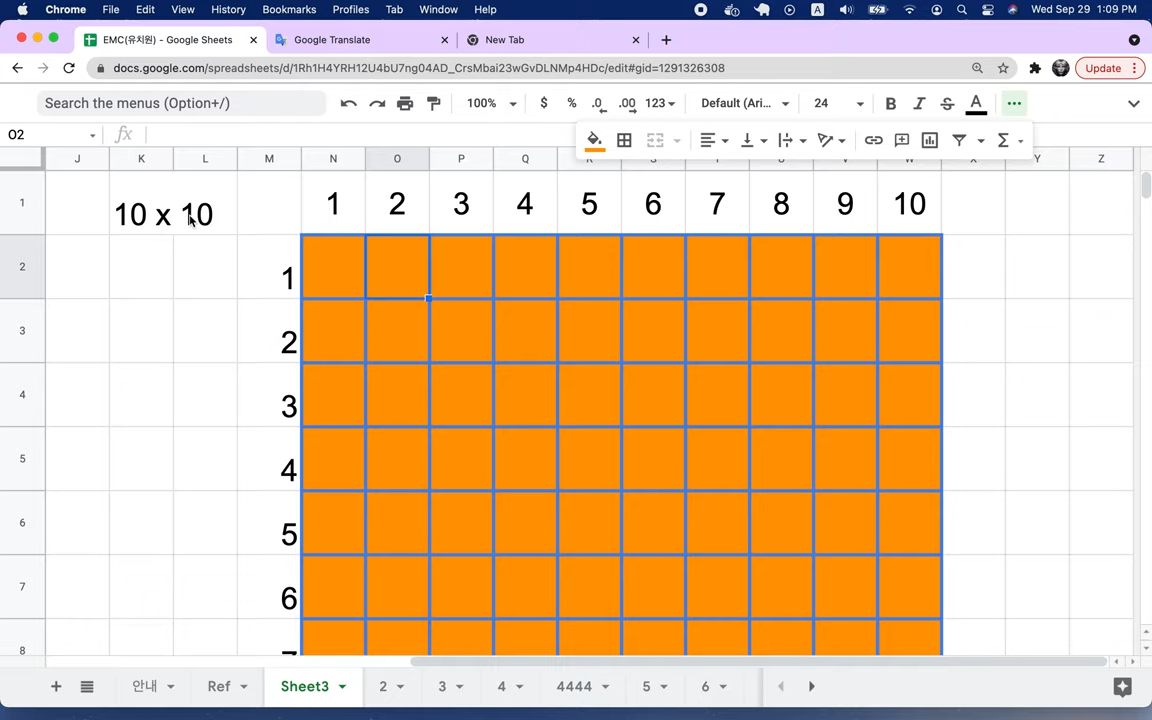 Chrome File Edit View History Bookmarks Profiles Tab Window Help A Wed Sep 29 1:09 PM
EMC(유치원) - Google Sheets Google Translate New Tab
docs.google.com/spreadsheets/d/1Rh1H4YRH12U4bU7ng04AD_CrsMbai23wGvDLNMp4HDc/edit#gid=1291326308 Update
Search the menus (Option+/) 100% $ % .0 .00 123 Default (Ari... 24 B I S A
O2 fx
J K L M N O P Q R S T U V W X Y Z
1 10 x 10 1 2 3 4 5 6 7 8 9 10
2 1
3 2
4 3
5 4
6 5
7 6
8 7
안내 Ref Sheet3 2 3 4 4444 5 6